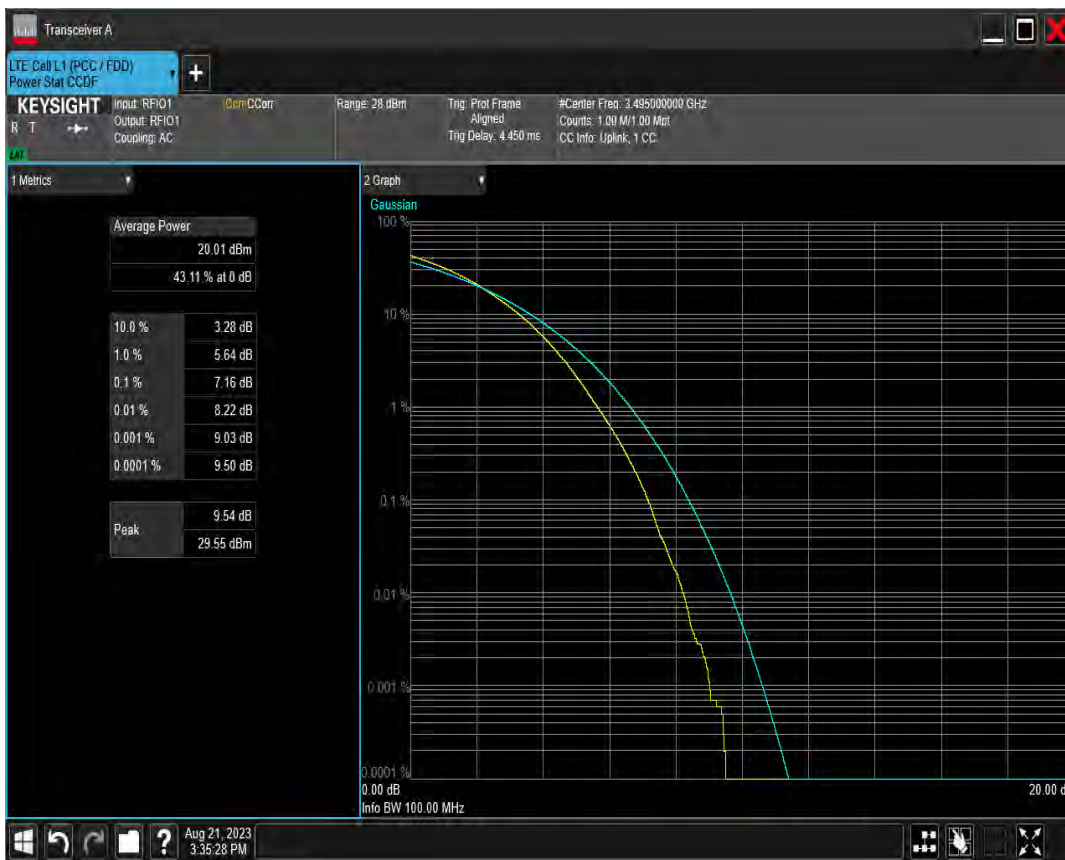 Transceiver A
LTE Cell L1 (PCC / FDD)
Power Stat CCDF
+
KEYSIGHT
R T
LNI
Input: RFIO1
Output: RFIO1
Coupling: AC
Corr CCorr
Range: 28 dBm
Trig: Prot Frame
Aligned
Trig Delay: 4.450 ms
#Center Freq: 3.495000000 GHz
Counts: 1.00 M/1.00 Mpt
CC Info: Uplink, 1 CC
1 Metrics
Average Power
20.01 dBm
43.11 % at 0 dB
10.0 % 3.28 dB
1.0 % 5.64 dB
0.1 % 7.16 dB
0.01 % 8.22 dB
0.001 % 9.03 dB
0.0001 % 9.50 dB
Peak
9.54 dB
29.55 dBm
2 Graph
Gaussian
100 %
10 %
1 %
0.1 %
0.01 %
0.001 %
0.0001 %
0.00 dB
20.00 d
Info BW 100.00 MHz
?
Aug 21, 2023
3:35:28 PM